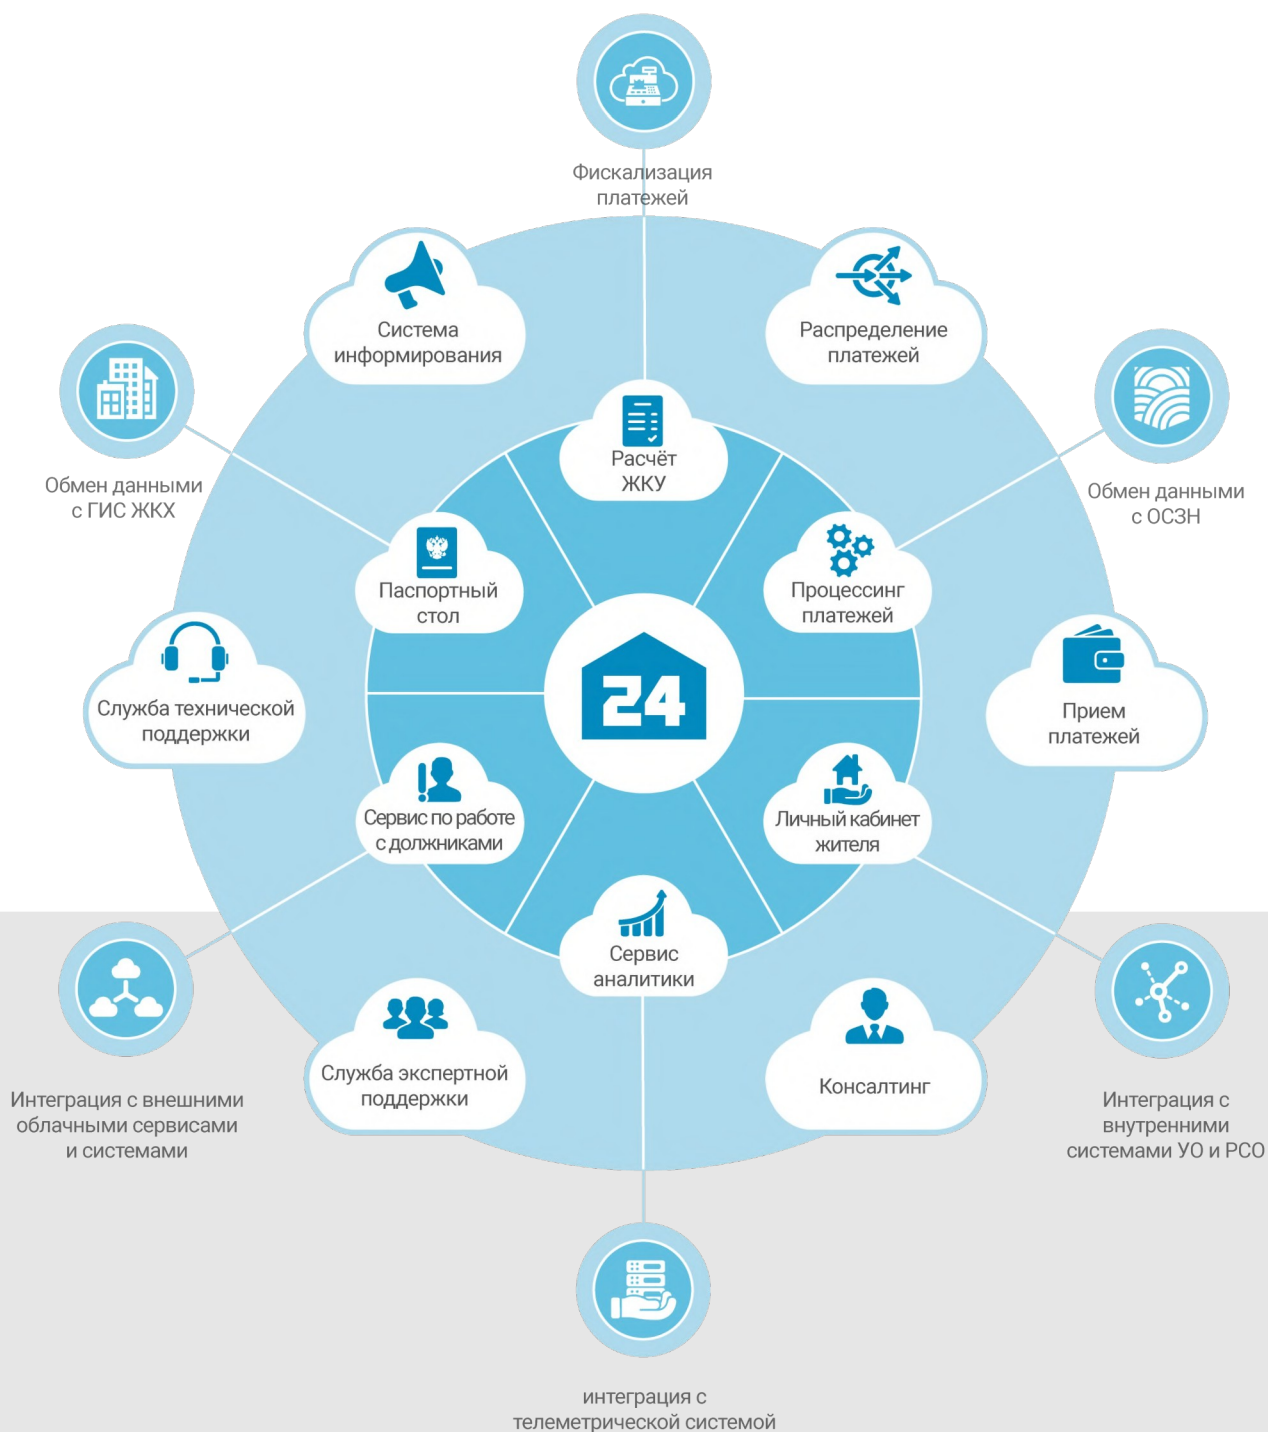 Фискализация
платежей
Система
информирования
Распределение
платежей
Расчёт
ЖКУ
Обмен данными
с ГИС ЖКХ
Обмен данными
с ОСЗН
Паспортный
стол
Процессинг
платежей
24
Служба технической
поддержки
Прием
платежей
Сервис по работе
с должниками
Личный кабинет
жителя
Сервис
аналитики
Служба экспертной
поддержки
Консалтинг
Интеграция с внешними
облачными сервисами
и системами
Интеграция с
внутренними
системами УО и РСО
интеграция с
телеметрической системой